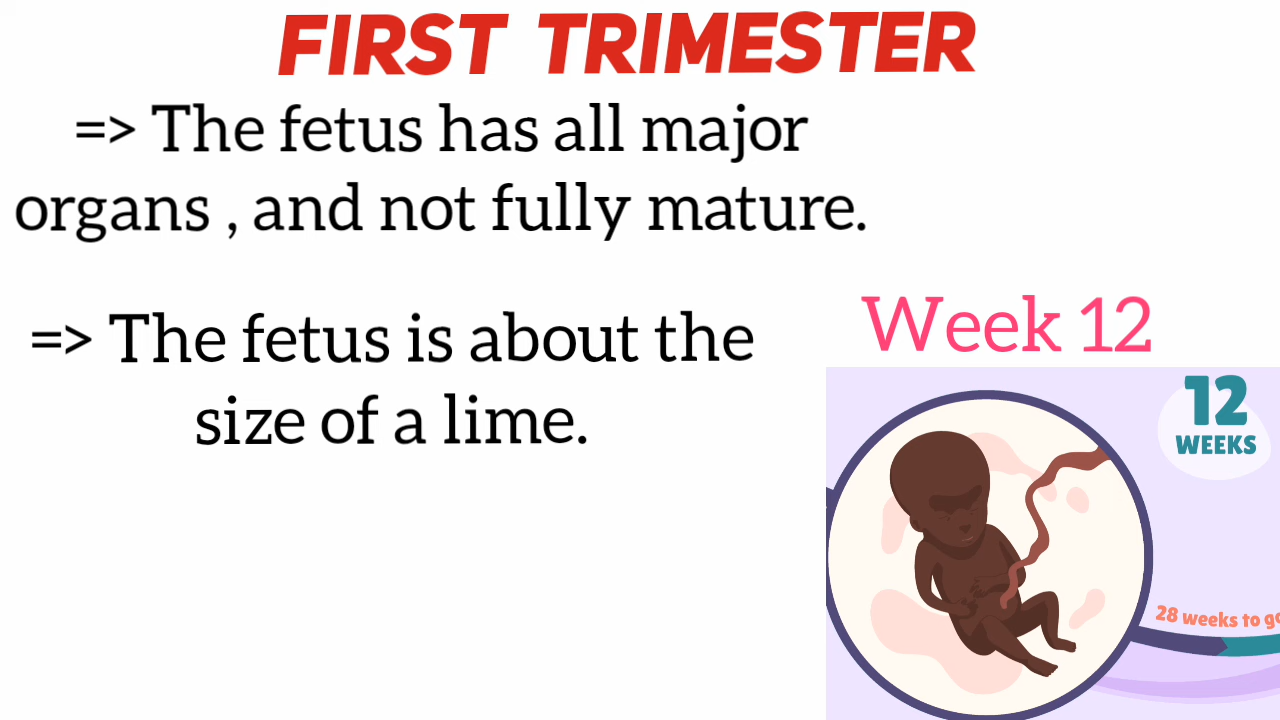 FIRST TRIMESTER
=> The fetus has all major
organs , and not fully mature.
=> The fetus is about the
size of a lime.
Week 12
12
WEEKS
28 weeks to go